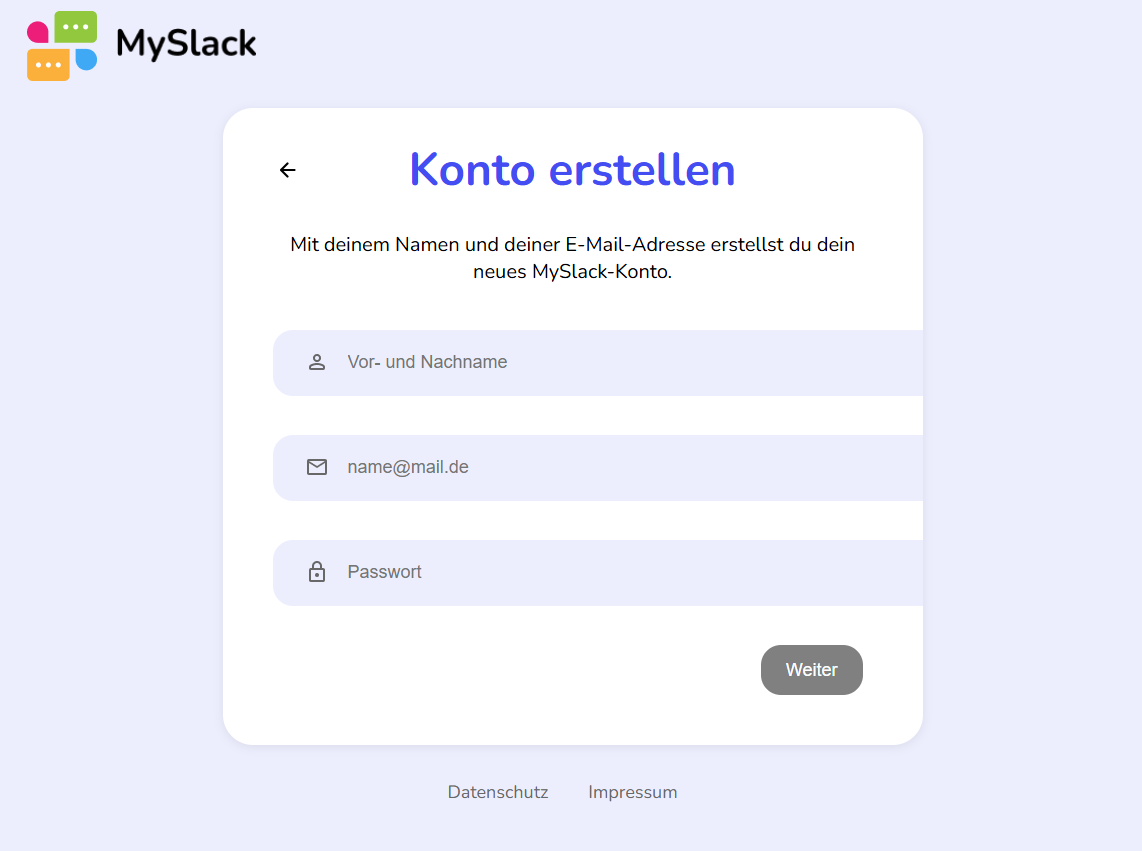 MySlack
Konto erstellen
Mit deinem Namen und deiner E-Mail-Adresse erstellst du dein
neues MySlack-Konto.
Vor- und Nachname
name@mail.de
Passwort
Weiter
Datenschutz Impressum